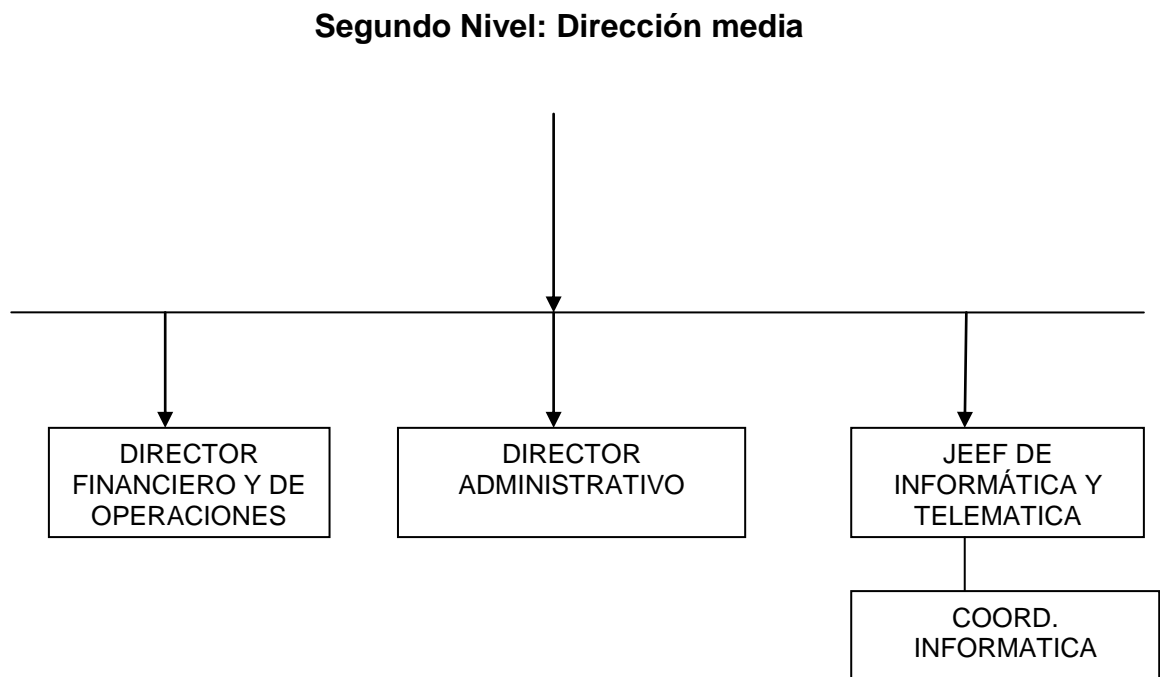 Segundo Nivel: Dirección media
DIRECTOR
FINANCIERO Y DE
OPERACIONES
DIRECTOR
ADMINISTRATIVO
JEEF DE
INFORMÁTICA Y
TELEMATICA
COORD.
INFORMATICA